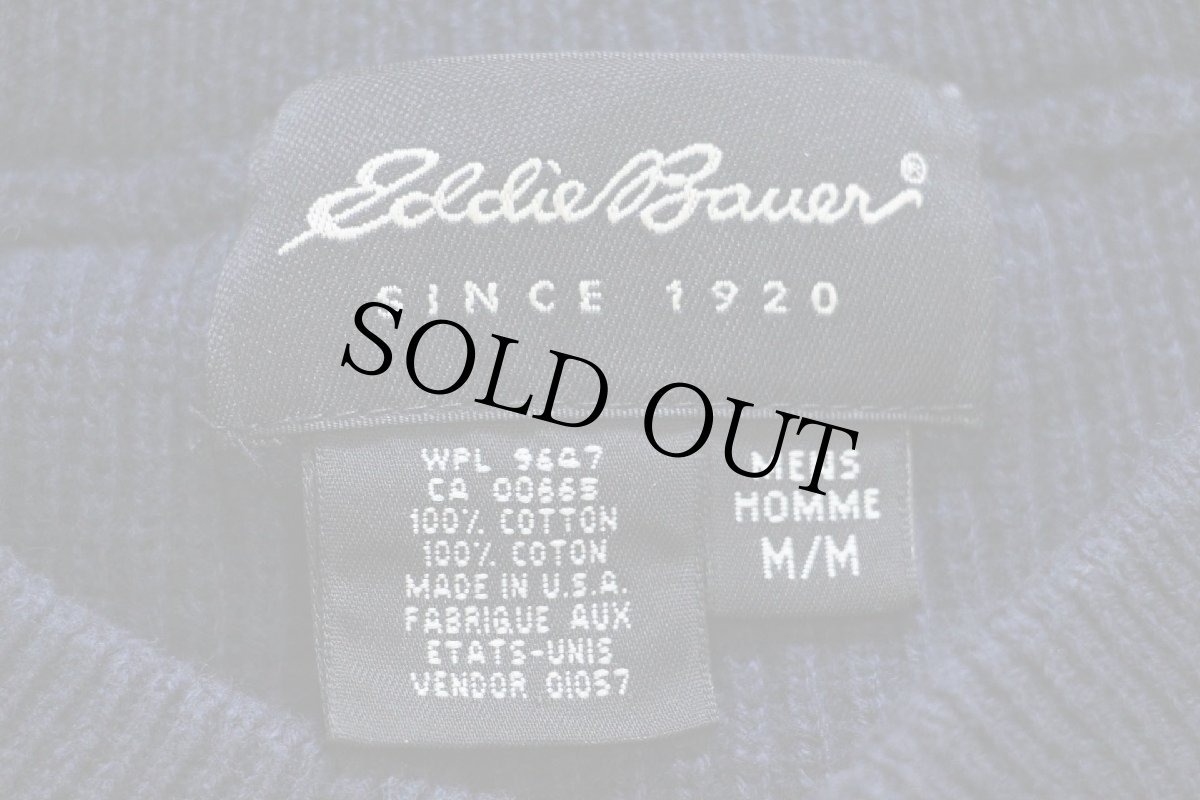 Eddie Bauer®
SINCE 1920
SOLD OUT
WPL 9647
CA 00665
100% COTTON
100% COTON
MADE IN U.S.A.
FABRIQUE AUX
ETATS-UNIS
VENDOR 01057
MENS
HOMME
M/M